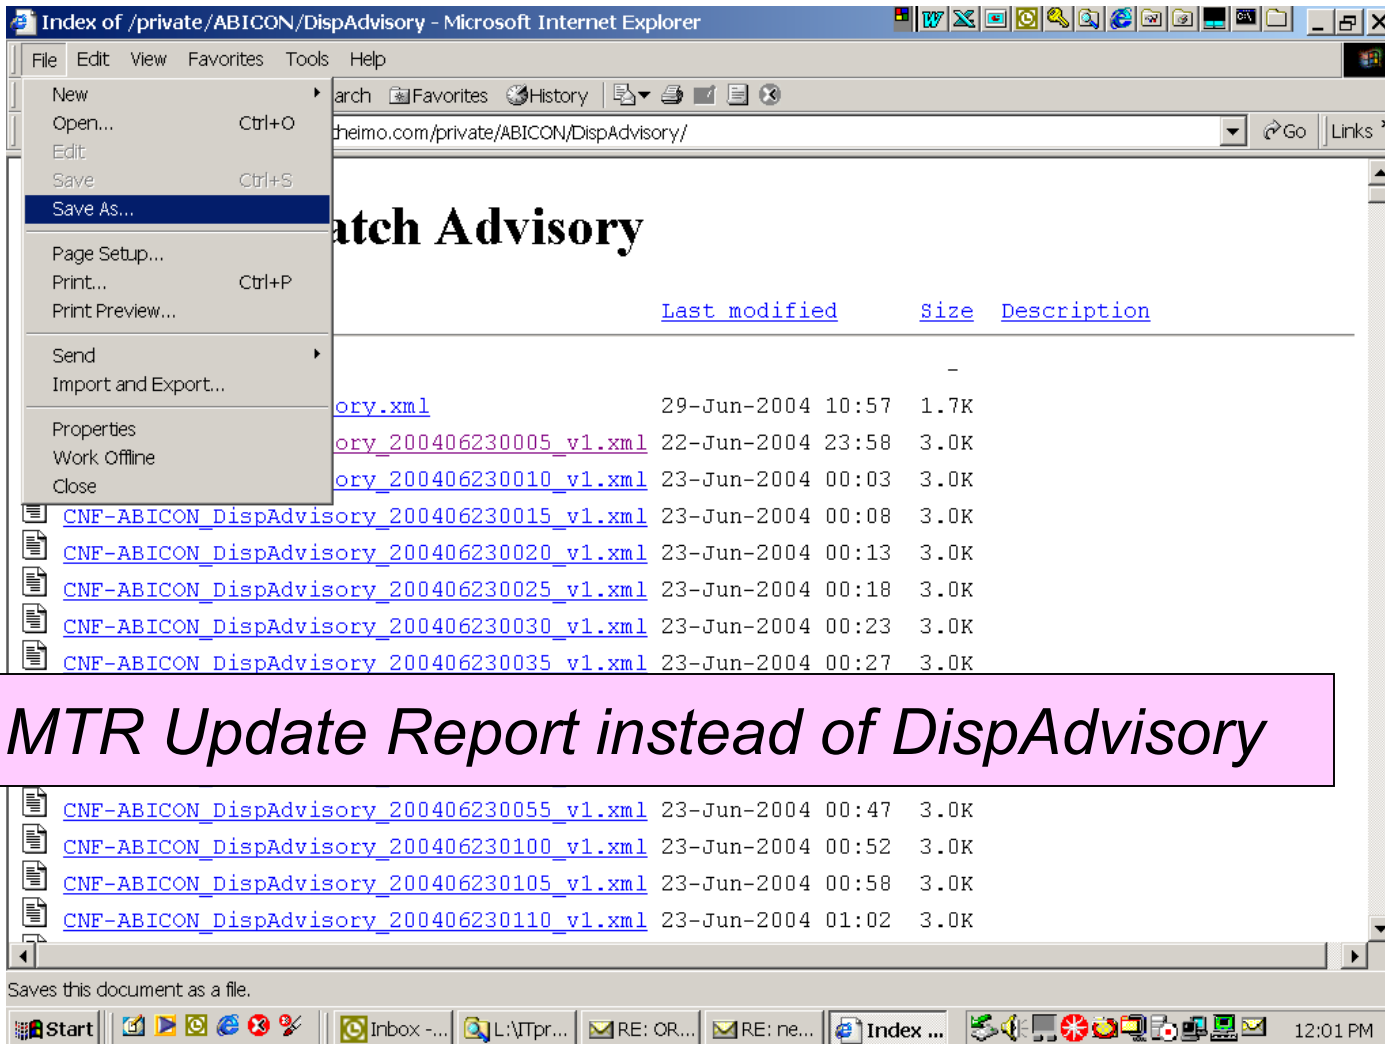 Index of /private/ABICON/DispAdvisory - Microsoft Internet Explorer
File Edit View Favorites Tools Help
New
Open... Ctrl+O
Edit
Save Ctrl+S
Save As...
Page Setup...
Print... Ctrl+P
Print Preview...
Send
Import and Export...
Properties
Work Offline
Close
arch Favorites History
theimo.com/private/ABICON/DispAdvisory/ Go Links
atch Advisory
Last modified Size Description
-
ory.xml 29-Jun-2004 10:57 1.7K
ory_200406230005_v1.xml 22-Jun-2004 23:58 3.0K
ory_200406230010_v1.xml 23-Jun-2004 00:03 3.0K
CNF-ABICON_DispAdvisory_200406230015_v1.xml 23-Jun-2004 00:08 3.0K
CNF-ABICON_DispAdvisory_200406230020_v1.xml 23-Jun-2004 00:13 3.0K
CNF-ABICON_DispAdvisory_200406230025_v1.xml 23-Jun-2004 00:18 3.0K
CNF-ABICON_DispAdvisory_200406230030_v1.xml 23-Jun-2004 00:23 3.0K
CNF-ABICON_DispAdvisory_200406230035_v1.xml 23-Jun-2004 00:27 3.0K
MTR Update Report instead of DispAdvisory
CNF-ABICON_DispAdvisory_200406230055_v1.xml 23-Jun-2004 00:47 3.0K
CNF-ABICON_DispAdvisory_200406230100_v1.xml 23-Jun-2004 00:52 3.0K
CNF-ABICON_DispAdvisory_200406230105_v1.xml 23-Jun-2004 00:58 3.0K
CNF-ABICON_DispAdvisory_200406230110_v1.xml 23-Jun-2004 01:02 3.0K
Saves this document as a file.
Start Inbox -... L:\ITpr... RE: OR... RE: ne... Index ... 12:01 PM